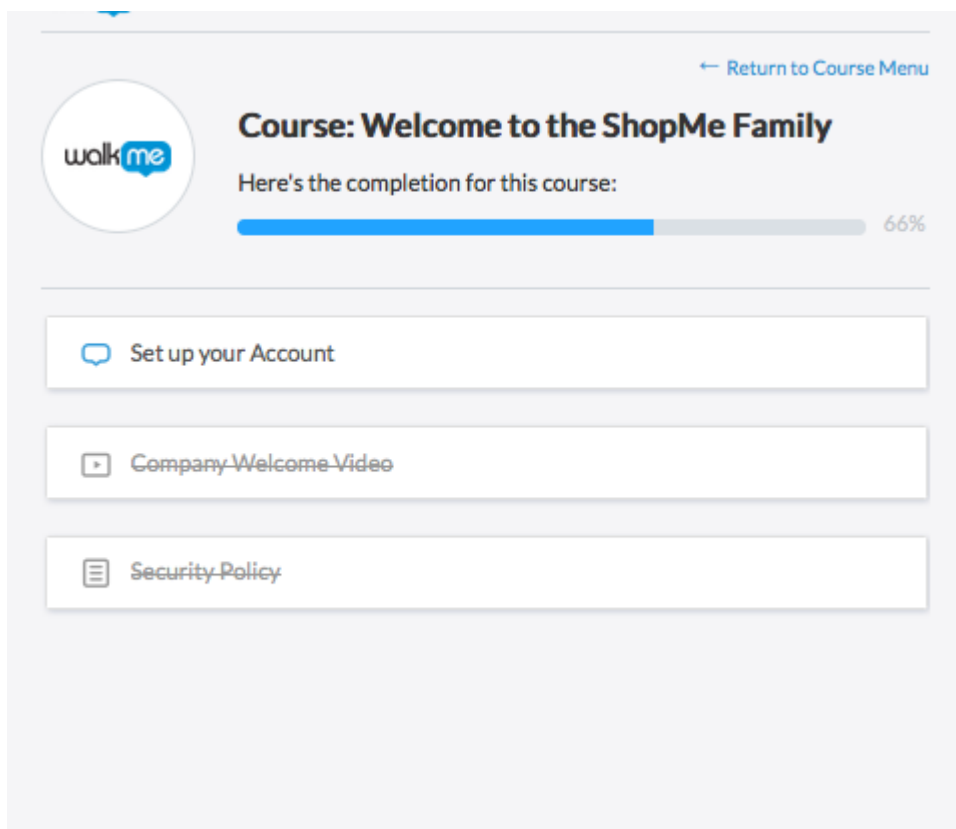 ← Return to Course Menu
walkme
Course: Welcome to the ShopMe Family
Here's the completion for this course:
66%
Set up your Account
Company Welcome Video
Security Policy